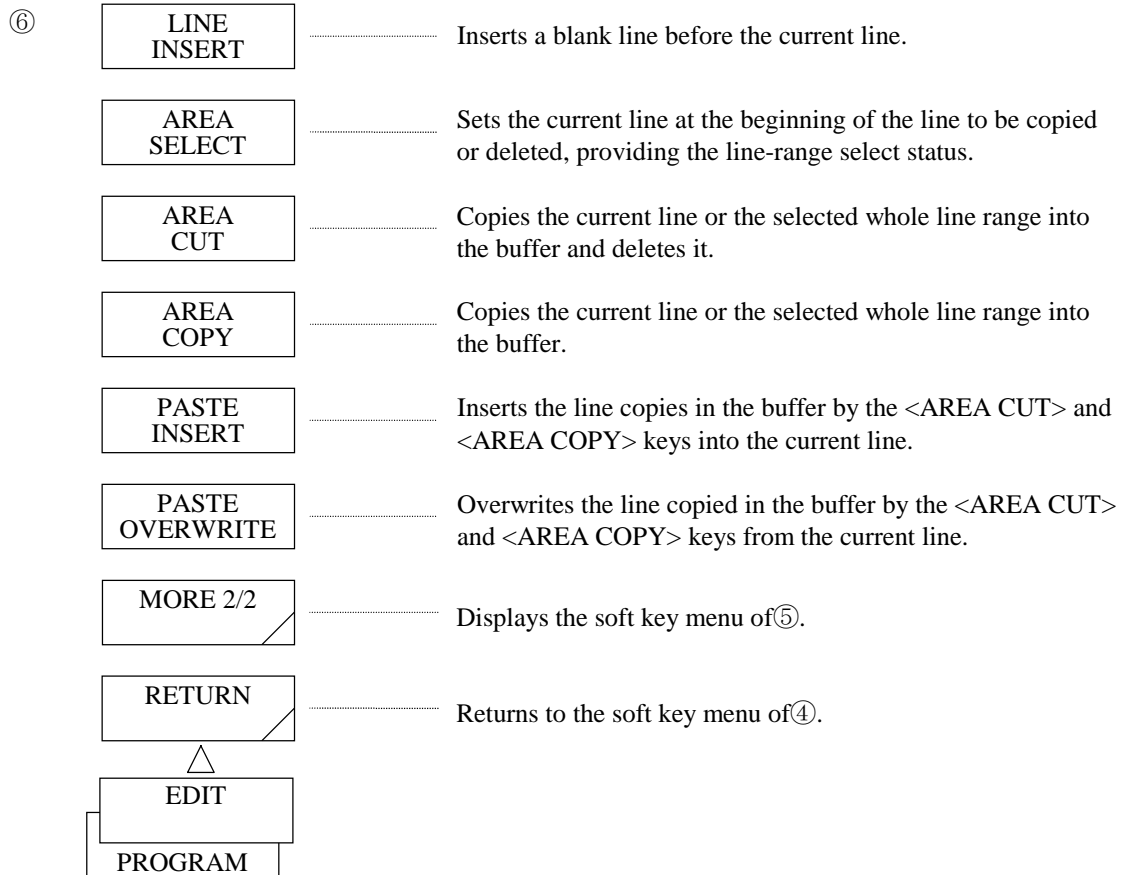 ⑥
LINE
INSERT
Inserts a blank line before the current line.
AREA
SELECT
Sets the current line at the beginning of the line to be copied
or deleted, providing the line-range select status.
AREA
CUT
Copies the current line or the selected whole line range into
the buffer and deletes it.
AREA
COPY
Copies the current line or the selected whole line range into
the buffer.
PASTE
INSERT
Inserts the line copies in the buffer by the <AREA CUT> and
<AREA COPY> keys into the current line.
PASTE
OVERWRITE
Overwrites the line copied in the buffer by the <AREA CUT>
and <AREA COPY> keys from the current line.
MORE 2/2
Displays the soft key menu of⑤.
RETURN
Returns to the soft key menu of④.
EDIT
PROGRAM